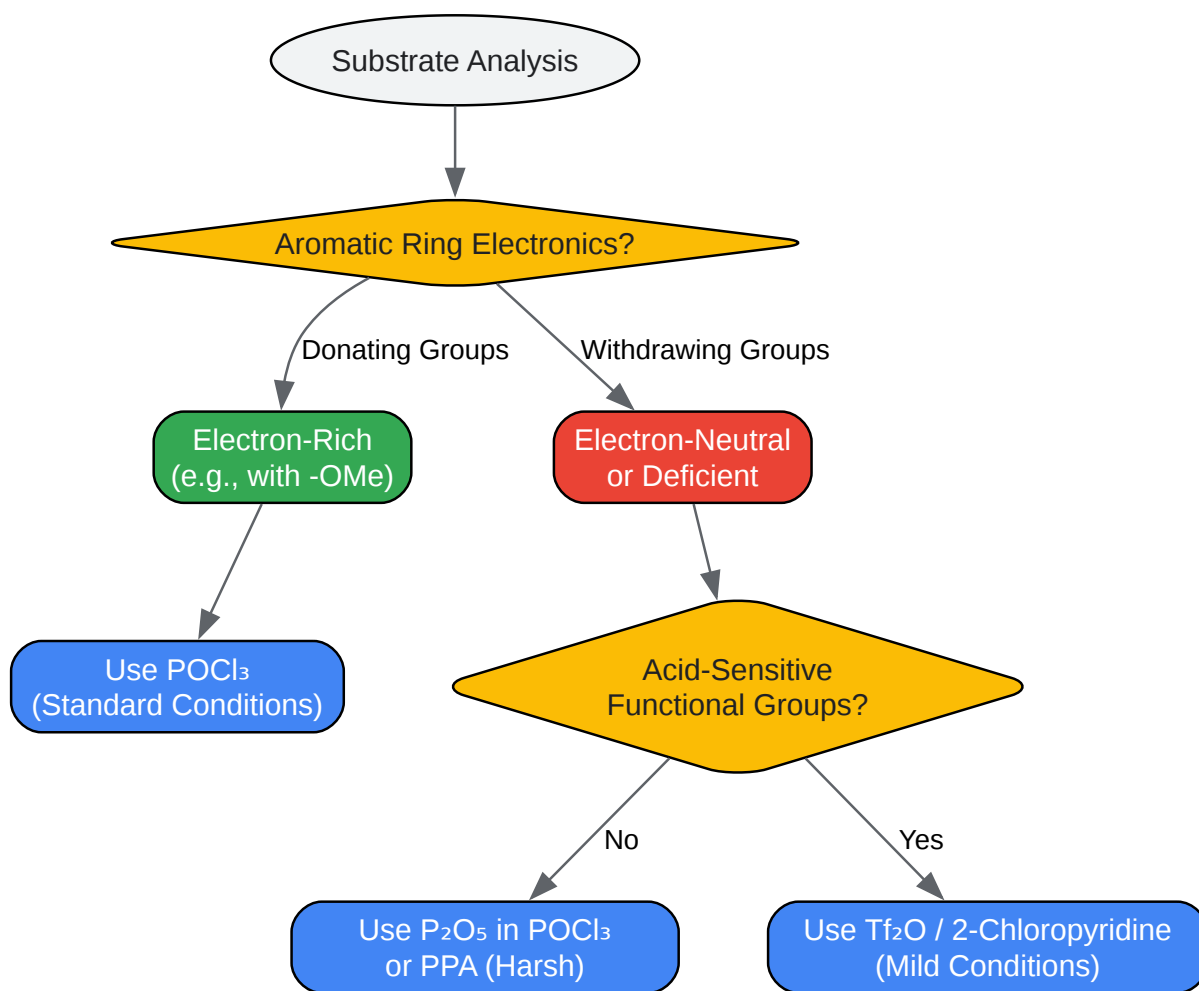 Substrate Analysis
Aromatic Ring Electronics?
Donating Groups
Withdrawing Groups
Electron-Rich
(e.g., with -OMe)
Electron-Neutral
or Deficient
Use POCl₃
(Standard Conditions)
Acid-Sensitive
Functional Groups?
No
Yes
Use P₂O₅ in POCl₃
or PPA (Harsh)
Use Tf₂O / 2-Chloropyridine
(Mild Conditions)